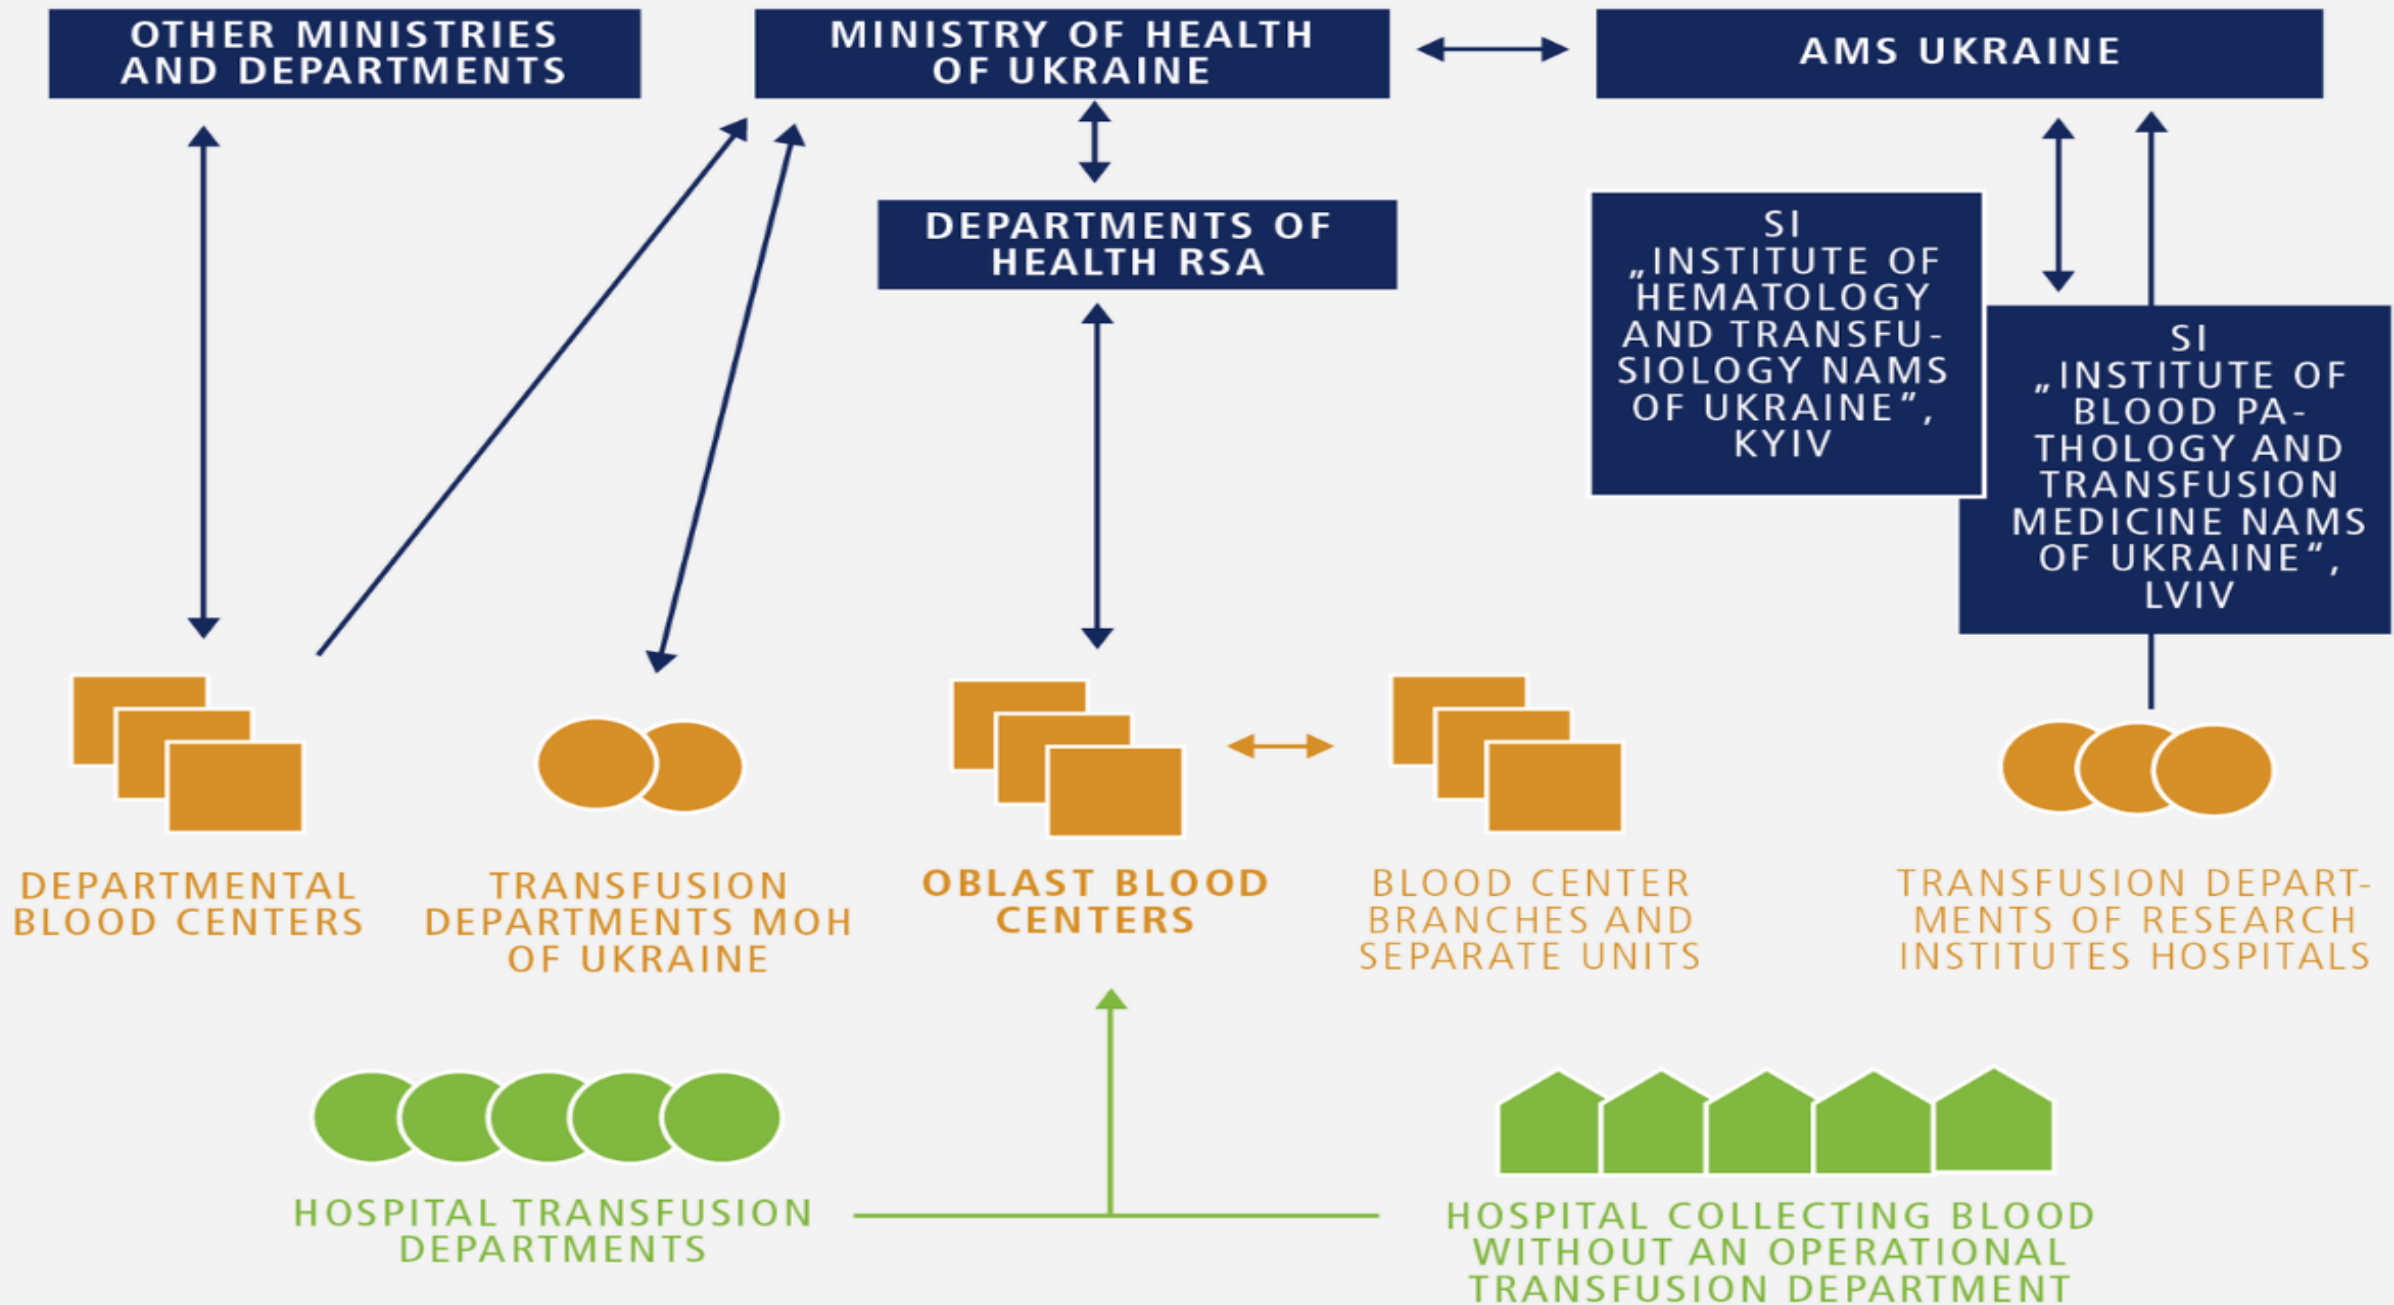 OTHER MINISTRIES
AND DEPARTMENTS
MINISTRY OF HEALTH
OF UKRAINE
AMS UKRAINE
DEPARTMENTS OF
HEALTH RSA
SI
„INSTITUTE OF
HEMATOLOGY
AND TRANSFU-
SIOLOGY NAMS
OF UKRAINE”,
KYIV
SI
„INSTITUTE OF
BLOOD PA-
THOLOGY AND
TRANSFUSION
MEDICINE NAMS
OF UKRAINE“,
LVIV
DEPARTMENTAL
BLOOD CENTERS
TRANSFUSION
DEPARTMENTS MOH
OF UKRAINE
OBLAST BLOOD
CENTERS
BLOOD CENTER
BRANCHES AND
SEPARATE UNITS
TRANSFUSION DEPART-
MENTS OF RESEARCH
INSTITUTES HOSPITALS
HOSPITAL TRANSFUSION
DEPARTMENTS
HOSPITAL COLLECTING BLOOD
WITHOUT AN OPERATIONAL
TRANSFUSION DEPARTMENT